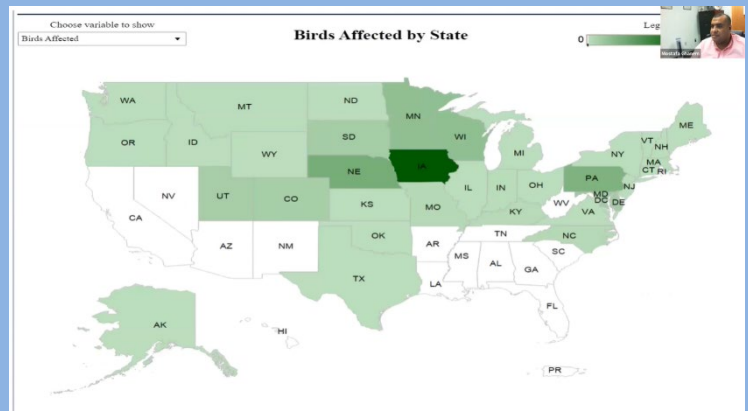 Choose variable to show
Birds Affected
Birds Affected by State
Leg
0
WA
MT
ND
MN
ME
OR
ID
SD
WI
VT
NH
NY
MA
CT
RI
WY
MI
IA
NE
PA
NJ
MD
DC
DE
OH
IN
IL
NV
UT
CO
KS
MO
KY
WV
VA
CA
AZ
NM
OK
AR
TN
NC
SC
MS
AL
GA
TX
LA
FL
AK
HI
PR